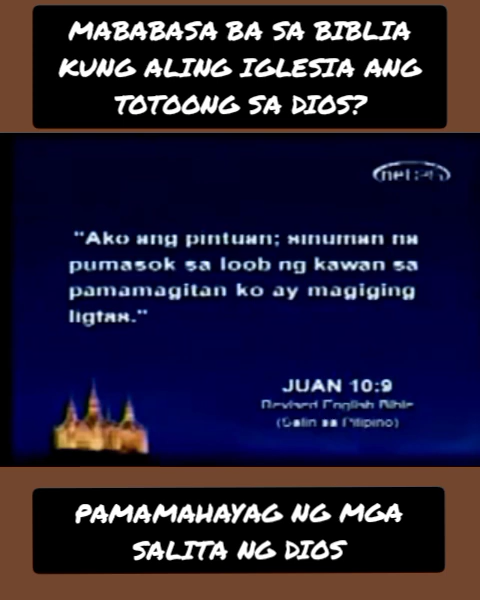 MABABASA BA SA BIBLIA
KUNG ALING IGLESIA ANG
TOTOONG SA DIOS?
net 25
"Ako ang pintuan; sinuman na
pumasok sa loob ng kawan sa
pamamagitan ko ay magiging
ligtas."
JUAN 10:9
Revised English Bible
(Salin sa Pilipino)
PAMAMAHAYAG NG MGA
SALITA NG DIOS